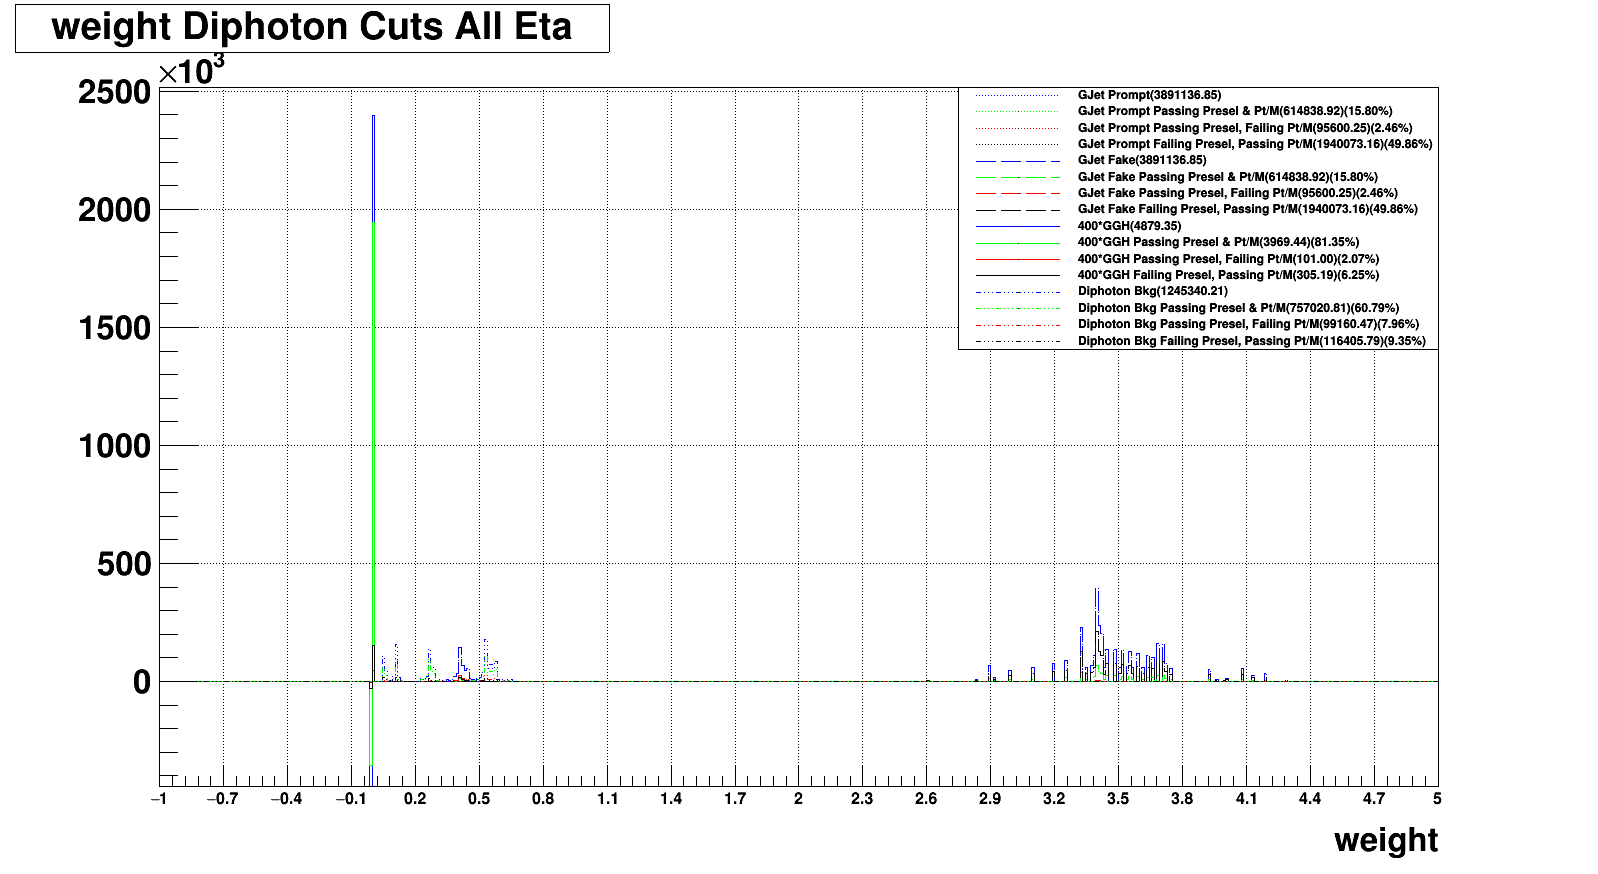 weight Diphoton Cuts All Eta
×10³
2500
2000
1500
1000
500
0
GJet Prompt(3891136.85)
GJet Prompt Passing Presel & Pt/M(614838.92)(15.80%)
GJet Prompt Passing Presel, Failing Pt/M(95600.25)(2.46%)
GJet Prompt Failing Presel, Passing Pt/M(1940073.16)(49.86%)
GJet Fake(3891136.85)
GJet Fake Passing Presel & Pt/M(614838.92)(15.80%)
GJet Fake Passing Presel, Failing Pt/M(95600.25)(2.46%)
GJet Fake Failing Presel, Passing Pt/M(1940073.16)(49.86%)
400*GGH(4879.35)
400*GGH Passing Presel & Pt/M(3969.44)(81.35%)
400*GGH Passing Presel, Failing Pt/M(101.00)(2.07%)
400*GGH Failing Presel, Passing Pt/M(305.19)(6.25%)
Diphoton Bkg(1245340.21)
Diphoton Bkg Passing Presel & Pt/M(757020.81)(60.79%)
Diphoton Bkg Passing Presel, Failing Pt/M(99160.47)(7.96%)
Diphoton Bkg Failing Presel, Passing Pt/M(116405.79)(9.35%)
−1 −0.7 −0.4 −0.1 0.2 0.5 0.8 1.1 1.4 1.7 2 2.3 2.6 2.9 3.2 3.5 3.8 4.1 4.4 4.7 5
weight